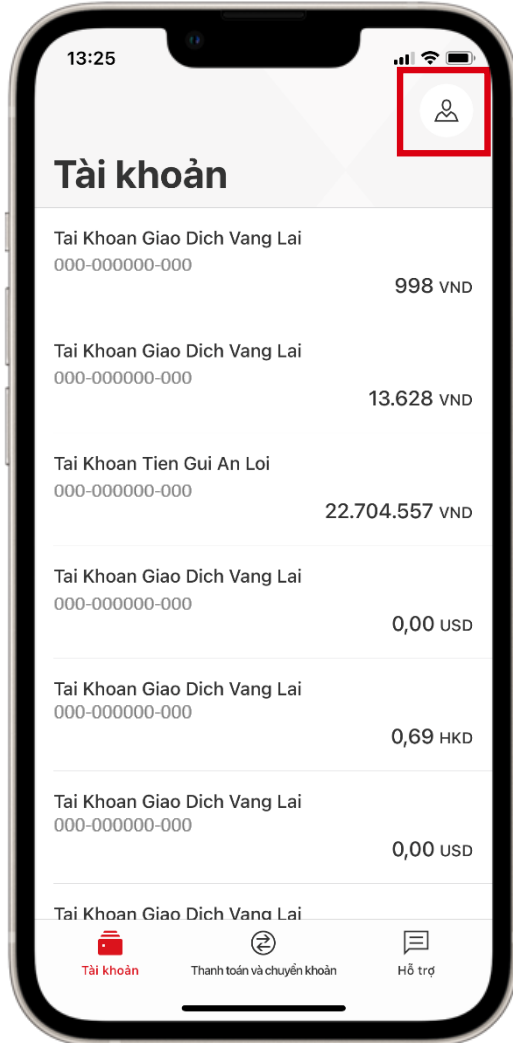 13:25
Tài khoản
Tai Khoan Giao Dich Vang Lai
000-000000-000
998 VND
Tai Khoan Giao Dich Vang Lai
000-000000-000
13.628 VND
Tai Khoan Tien Gui An Loi
000-000000-000
22.704.557 VND
Tai Khoan Giao Dich Vang Lai
000-000000-000
0,00 USD
Tai Khoan Giao Dich Vang Lai
000-000000-000
0,69 HKD
Tai Khoan Giao Dich Vang Lai
000-000000-000
0,00 USD
Tai Khoan Giao Dich Vang Lai
Tài khoản
Thanh toán và chuyển khoản
Hỗ trợ